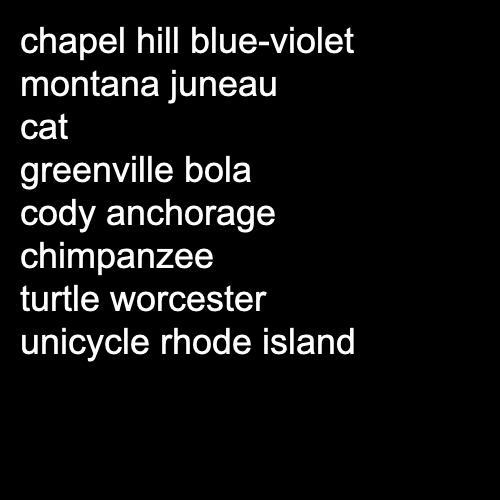 chapel hill blue-violet
montana juneau
cat
greenville bola
cody anchorage
chimpanzee
turtle worcester
unicycle rhode island